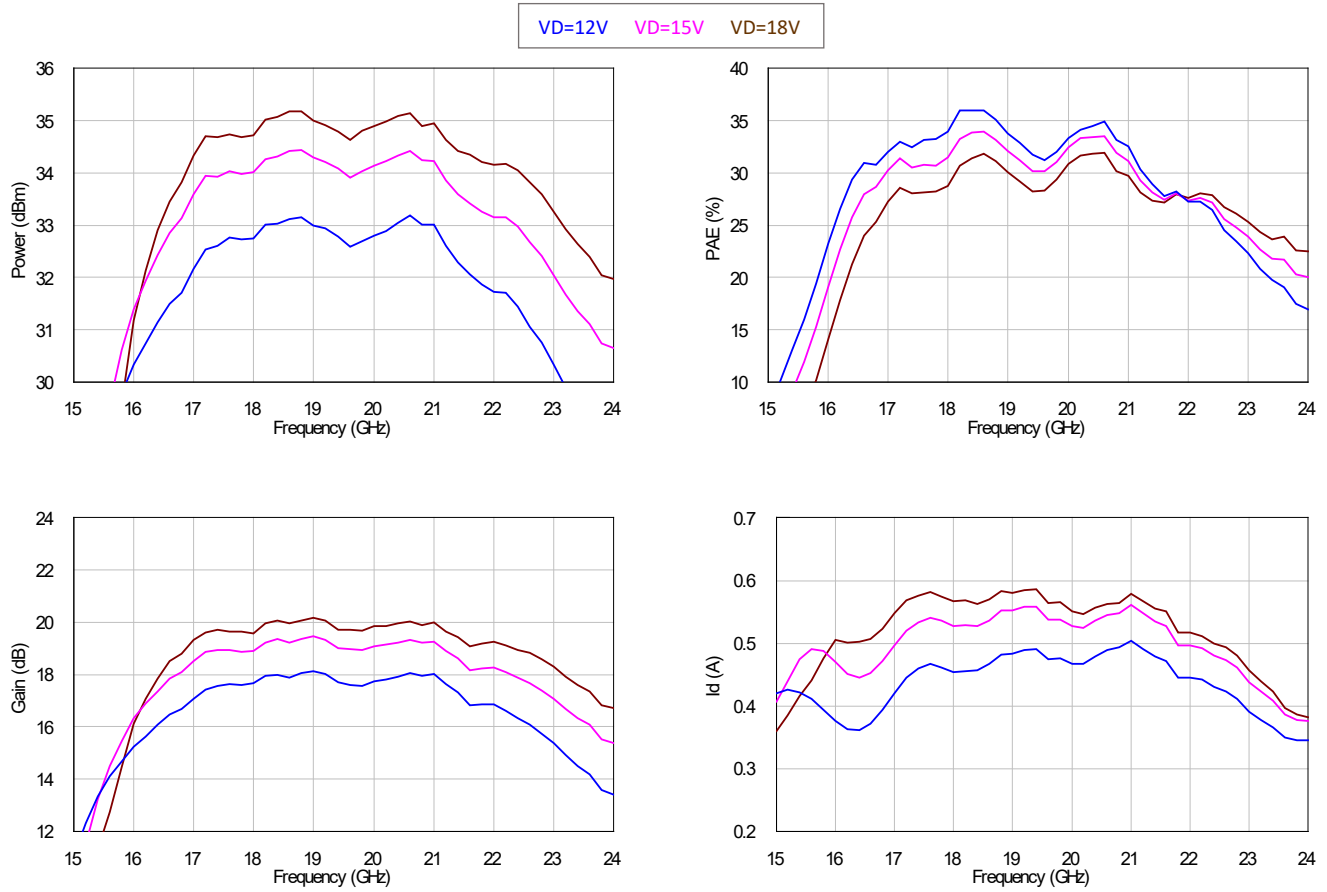 VD=12V VD=15V VD=18V
36
35
34
33
32
31
30
Power (dBm)
15 16 17 18 19 20 21 22 23 24
Frequency (GHz)
40
35
30
25
20
15
10
PAE (%)
15 16 17 18 19 20 21 22 23 24
Frequency (GHz)
24
22
20
18
16
14
12
Gain (dB)
15 16 17 18 19 20 21 22 23 24
Frequency (GHz)
0.7
0.6
0.5
0.4
0.3
0.2
Id (A)
15 16 17 18 19 20 21 22 23 24
Frequency (GHz)